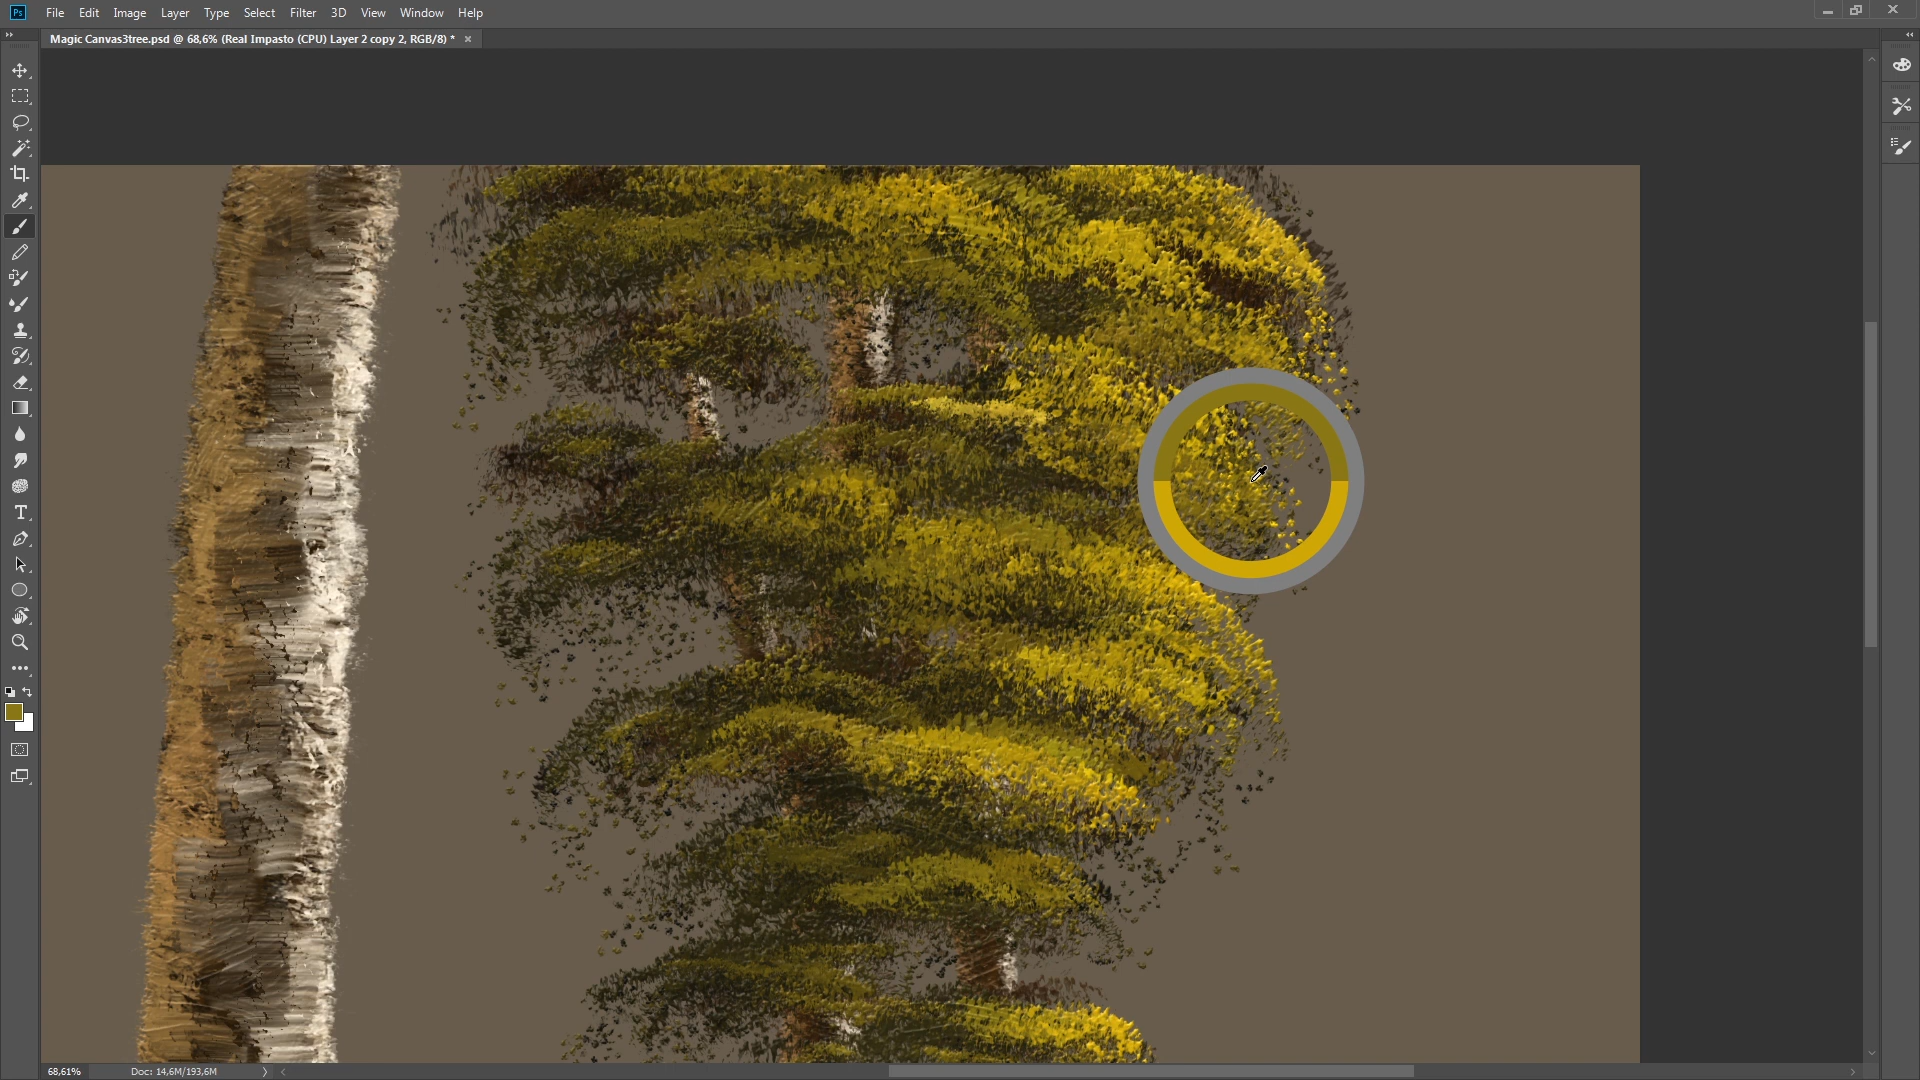 Ps File Edit Image Layer Type Select Filter 3D View Window Help
Magic Canvas3tree.psd @ 68,6% (Real Impasto (CPU) Layer 2 copy 2, RGB/8) *
68,61% Doc: 14,6M/193,6M